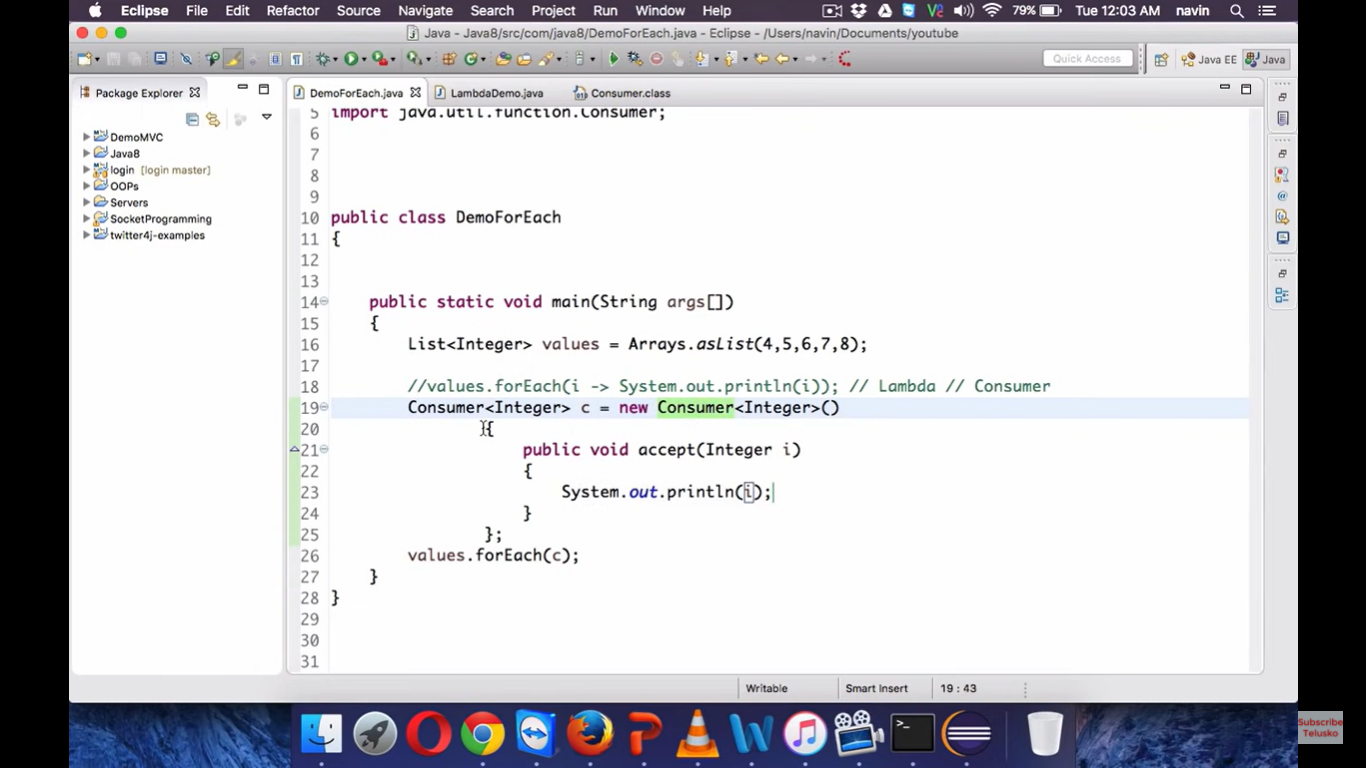 Eclipse File Edit Refactor Source Navigate Search Project Run Window Help 79% Tue 12:03 AM navin
Java - Java8/src/com/java8/DemoForEach.java - Eclipse - /Users/navin/Documents/youtube
Quick Access Java EE Java
Package Explorer DemoForEach.java LambdaDemo.java Consumer.class
DemoMVC
Java8
login [login master]
OOPs
Servers
SocketProgramming
twitter4j-examples
5 import java.util.function.Consumer;
6
7
8
9
10 public class DemoForEach
11 {
12
13
14 public static void main(String args[])
15 {
16 List<Integer> values = Arrays.asList(4,5,6,7,8);
17
18 //values.forEach(i -> System.out.println(i)); // Lambda // Consumer
19 Consumer<Integer> c = new Consumer<Integer>()
20 {
21 public void accept(Integer i)
22 {
23 System.out.println(i);
24 }
25 };
26 values.forEach(c);
27 }
28 }
29
30
31
Writable Smart Insert 19 : 43
Subscribe
Telusko